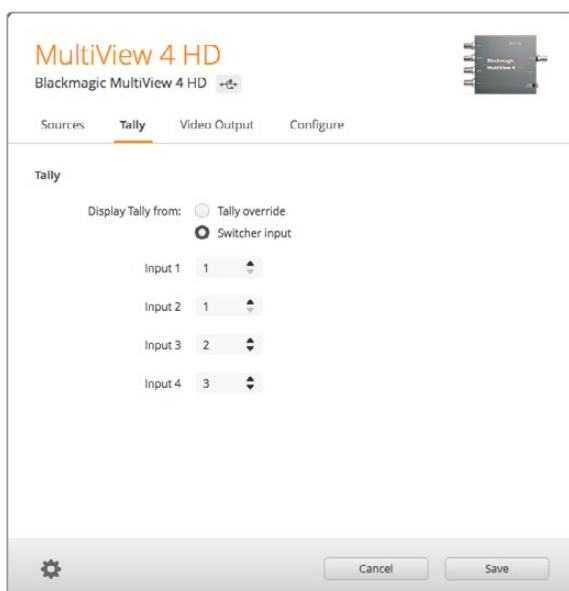 MultiView 4 HD
Blackmagic MultiView 4 HD
Sources Tally Video Output Configure
Tally
Display Tally from: Tally override
Switcher input
Input 1 1
Input 2 1
Input 3 2
Input 4 3
Cancel Save